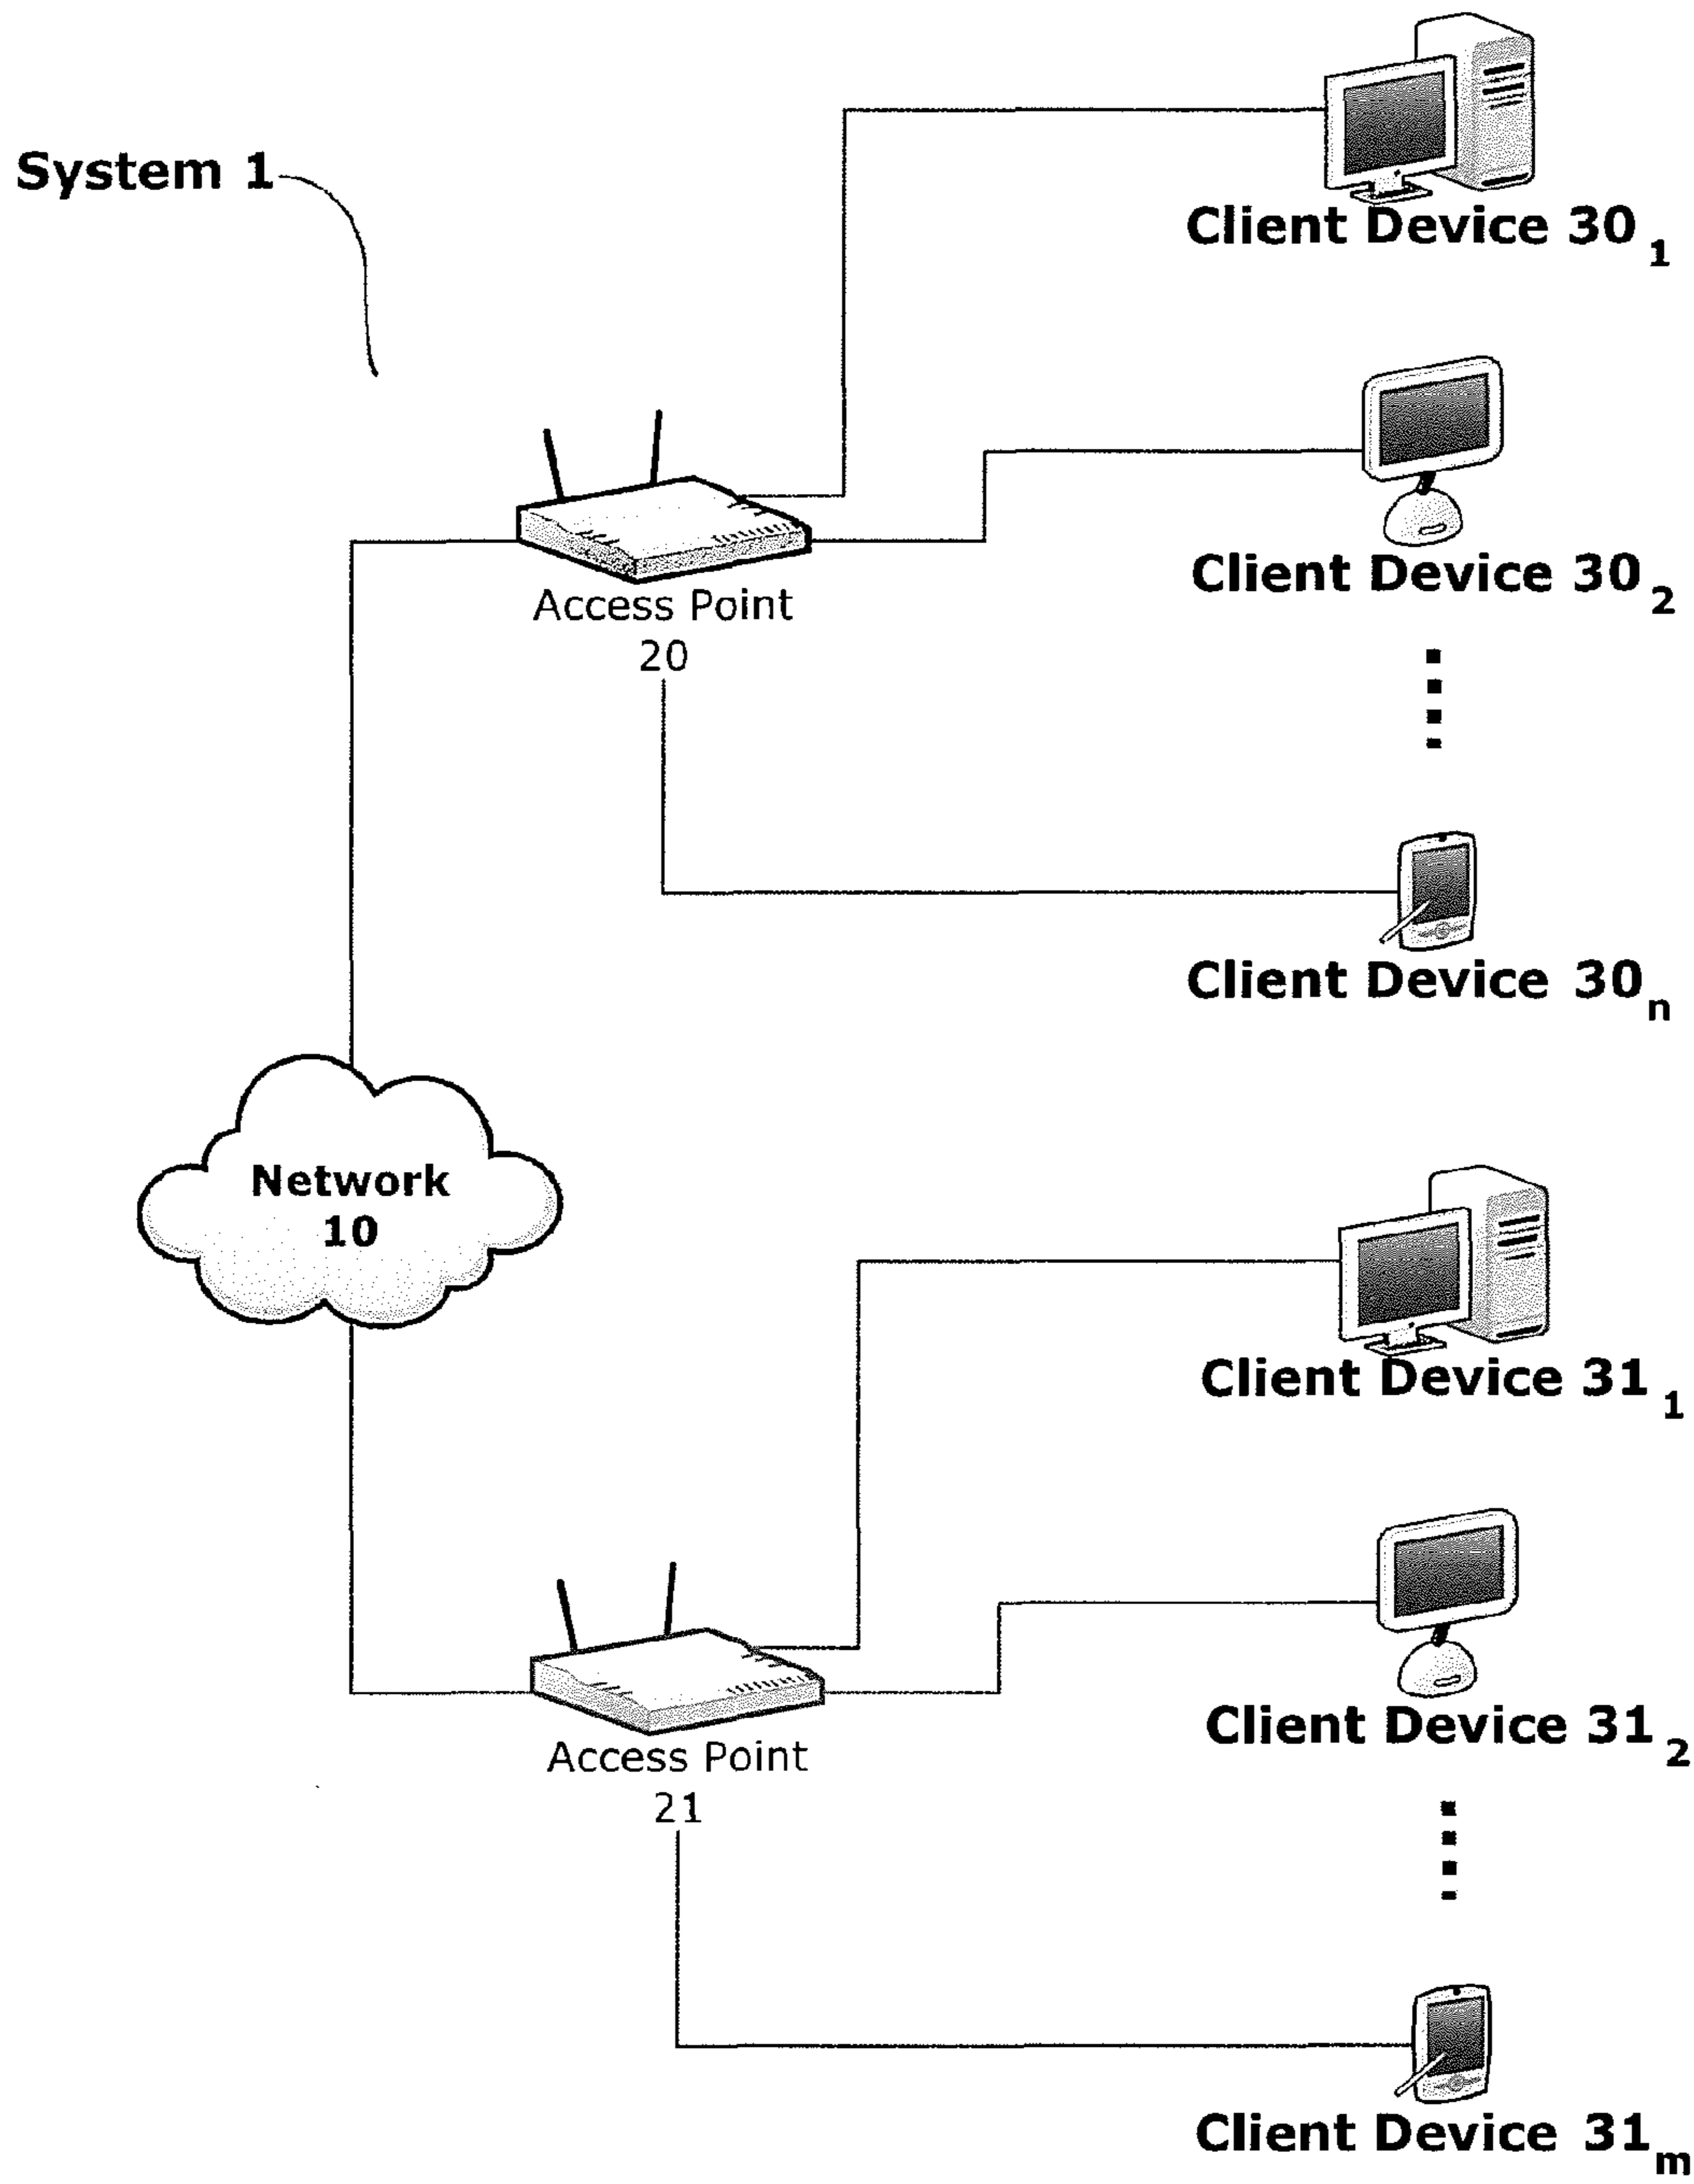 System 1
Client Device 30 1
Client Device 30 2
Access Point
20
Client Device 30 n
Network
10
Client Device 31 1
Client Device 31 2
Access Point
21
Client Device 31 m